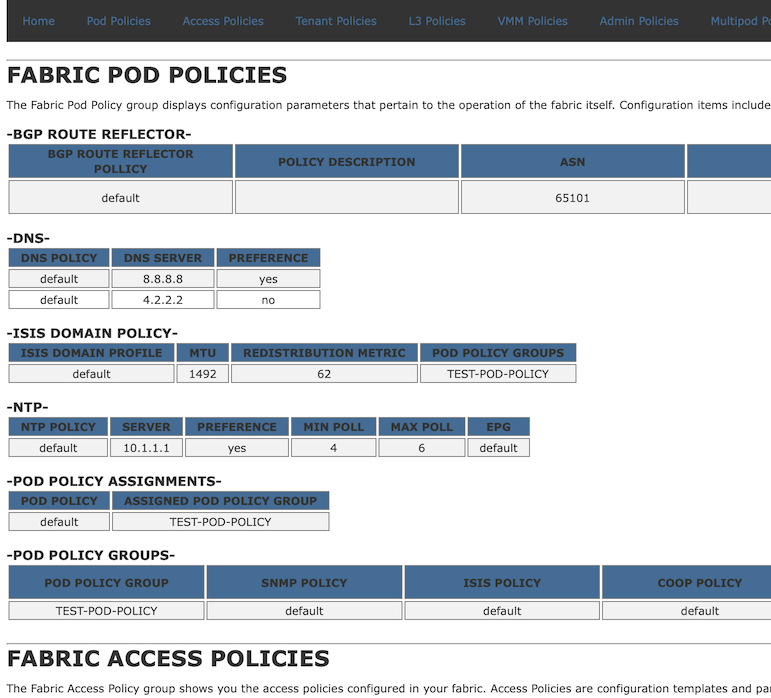 Home Pod Policies Access Policies Tenant Policies L3 Policies VMM Policies Admin Policies Multipod
FABRIC POD POLICIES
The Fabric Pod Policy group displays configuration parameters that pertain to the operation of the fabric itself. Configuration items include
-BGP ROUTE REFLECTOR-
BGP ROUTE REFLECTOR
POLLICY
POLICY DESCRIPTION ASN
default 65101
-DNS-
DNS POLICY DNS SERVER PREFERENCE
default 8.8.8.8 yes
default 4.2.2.2 no
-ISIS DOMAIN POLICY-
ISIS DOMAIN PROFILE MTU REDISTRIBUTION METRIC POD POLICY GROUPS
default 1492 62 TEST-POD-POLICY
-NTP-
NTP POLICY SERVER PREFERENCE MIN POLL MAX POLL EPG
default 10.1.1.1 yes 4 6 default
-POD POLICY ASSIGNMENTS-
POD POLICY ASSIGNED POD POLICY GROUP
default TEST-POD-POLICY
-POD POLICY GROUPS-
POD POLICY GROUP SNMP POLICY ISIS POLICY COOP POLICY
TEST-POD-POLICY default default default
FABRIC ACCESS POLICIES
The Fabric Access Policy group shows you the access policies configured in your fabric. Access Policies are configuration templates and